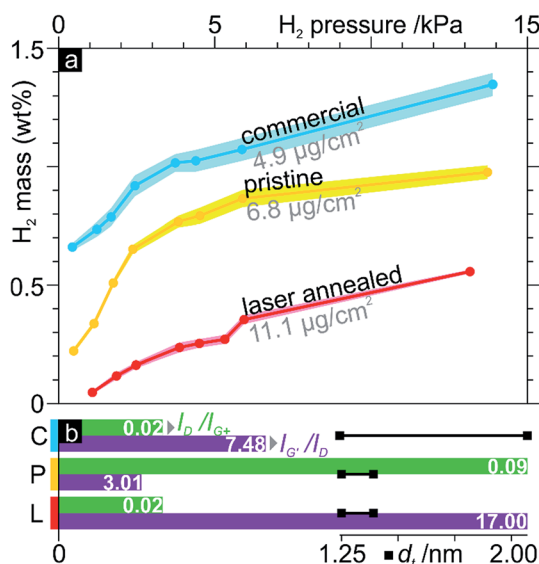 0 5 H₂ pressure /kPa 15
1.5
a
H₂ mass (wt%)
commercial
4.9 µg/cm²
pristine
6.8 µg/cm²
0.5
laser annealed
11.1 µg/cm²
0
b
C 0.02 I_D /I_G+
7.48 I_G' /I_D
P 0.09
3.01
L 0.02
17.00
0 1.25 d_t /nm 2.00